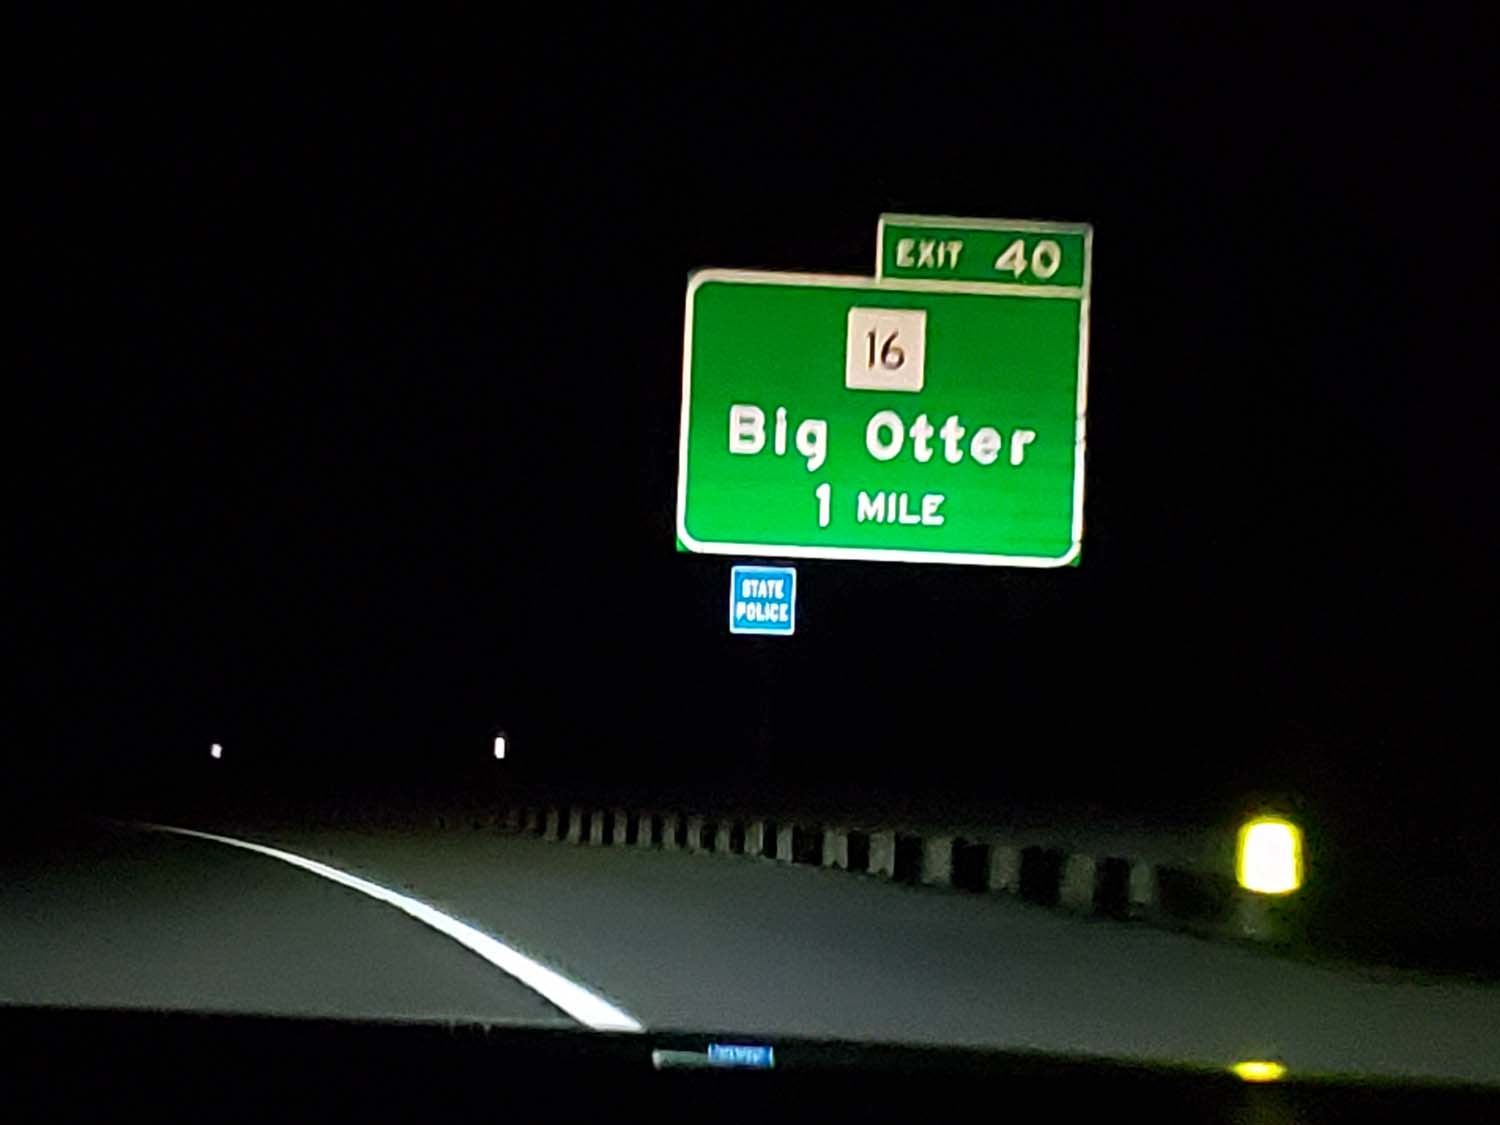 EXIT 40
16
Big Otter
1 MILE
STATE
POLICE